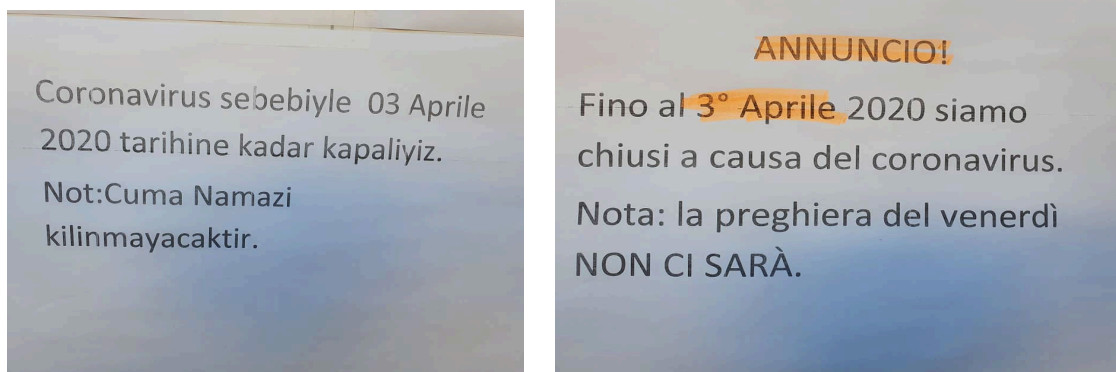 Coronavirus sebebiyle 03 Aprile
2020 tarihine kadar kapaliyiz.
Not:Cuma Namazi
kilinmayacaktir.
ANNUNCIO!
Fino al 3° Aprile 2020 siamo
chiusi a causa del coronavirus.
Nota: la preghiera del venerdì
NON CI SARÀ.